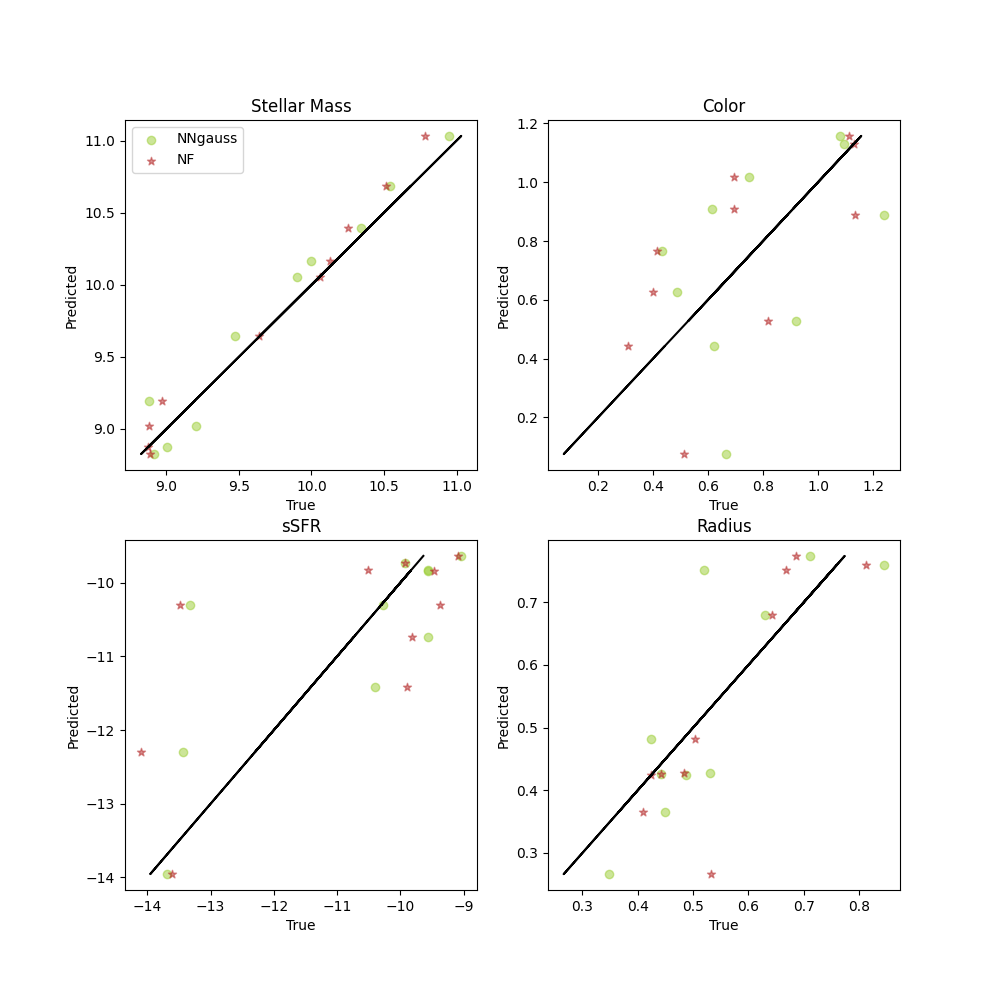 Stellar Mass
Color
NNgauss
NF
11.0
10.5
10.0
9.5
9.0
Predicted
9.0 9.5 10.0 10.5 11.0
True
1.2
1.0
0.8
0.6
0.4
0.2
Predicted
0.2 0.4 0.6 0.8 1.0 1.2
True
sSFR
Radius
−10
−11
−12
−13
−14
Predicted
−14 −13 −12 −11 −10 −9
True
0.7
0.6
0.5
0.4
0.3
Predicted
0.3 0.4 0.5 0.6 0.7 0.8
True